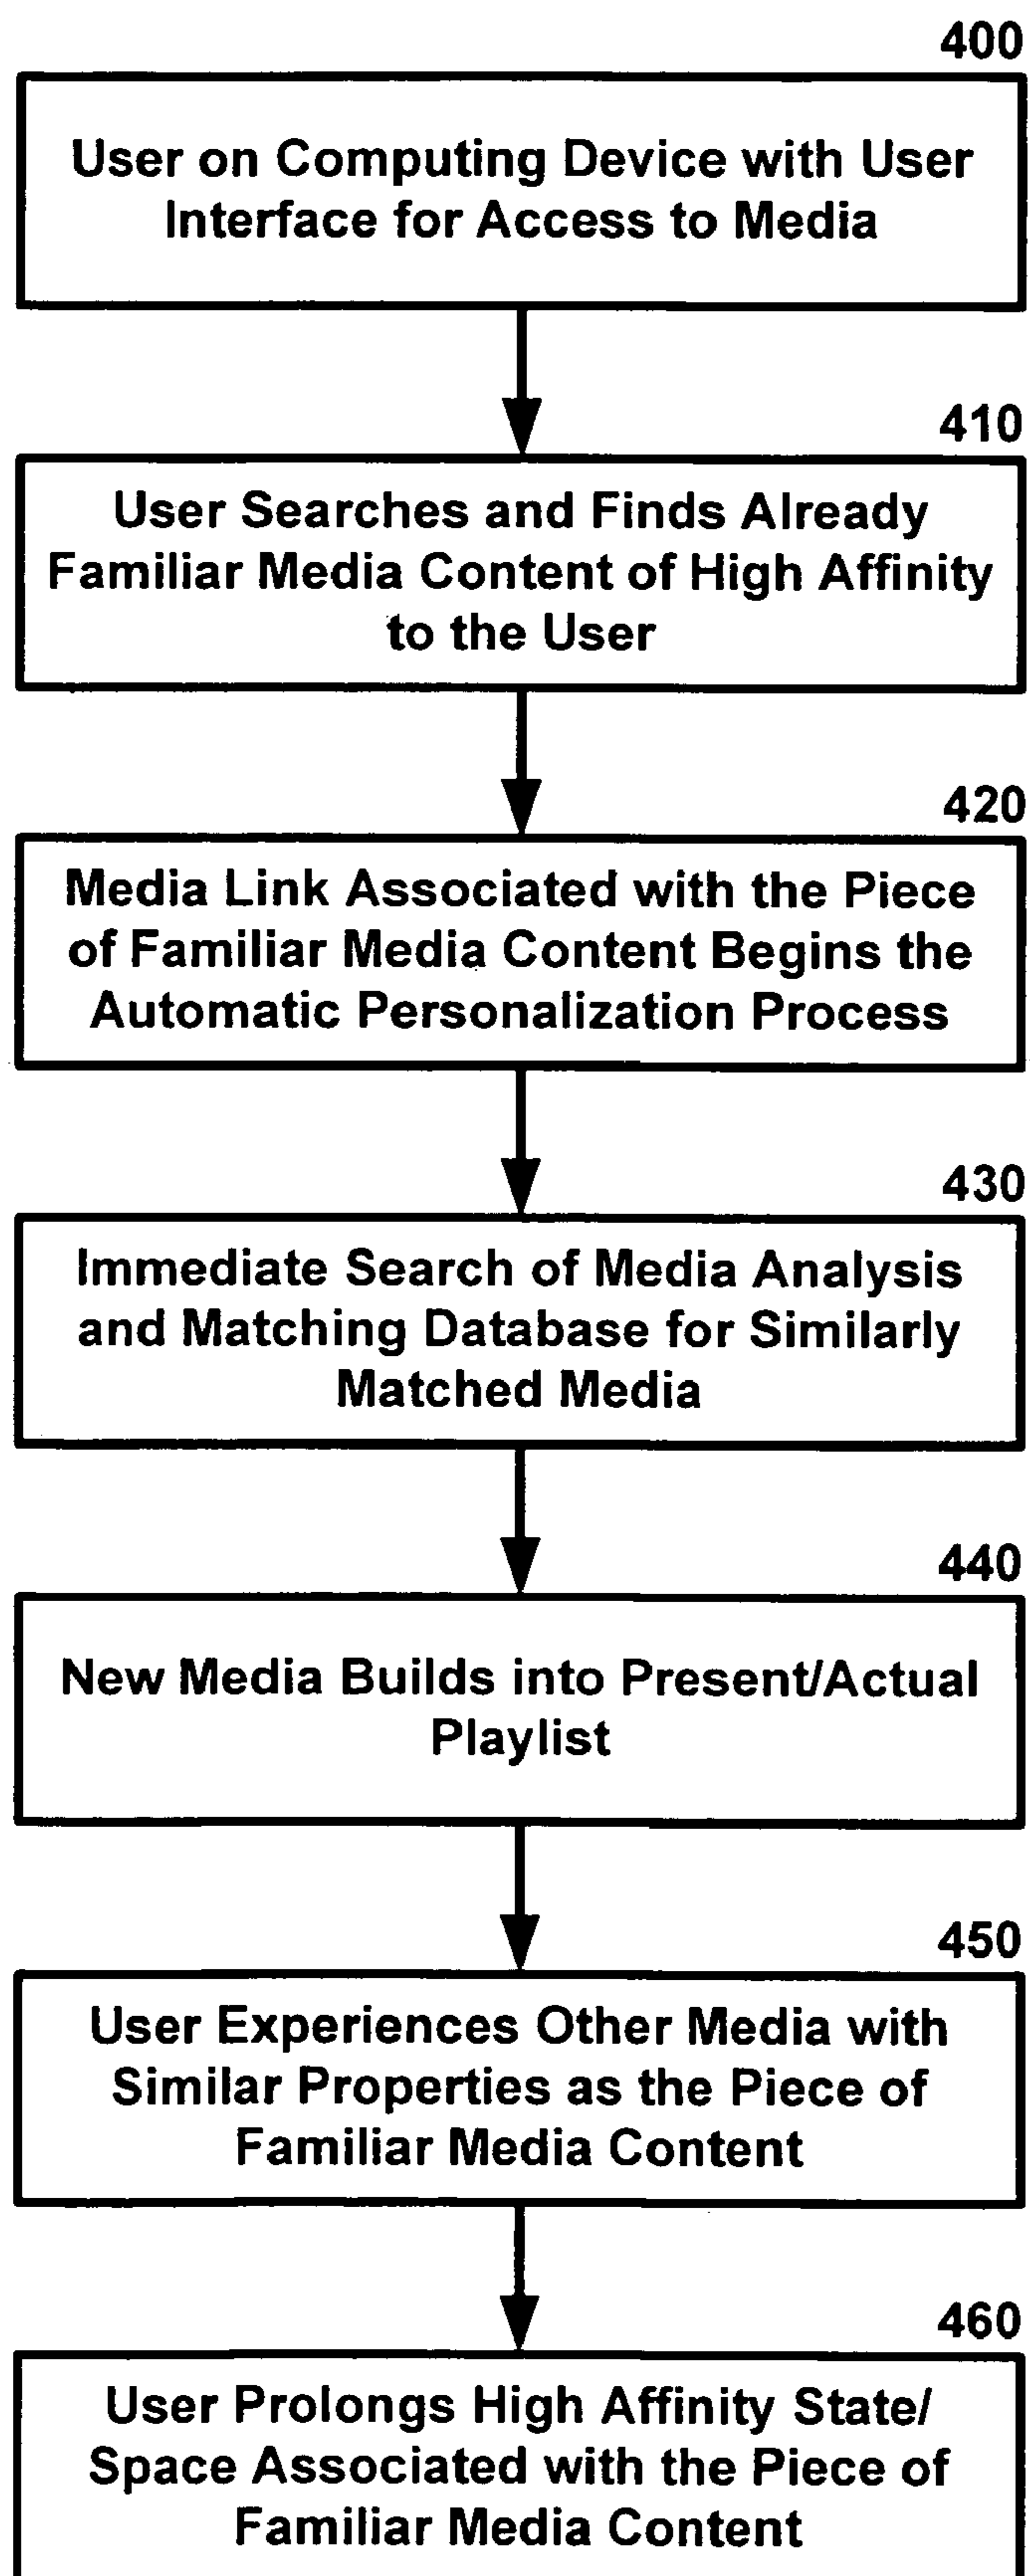 400
User on Computing Device with User
Interface for Access to Media
410
User Searches and Finds Already
Familiar Media Content of High Affinity
to the User
420
Media Link Associated with the Piece
of Familiar Media Content Begins the
Automatic Personalization Process
430
Immediate Search of Media Analysis
and Matching Database for Similarly
Matched Media
440
New Media Builds into Present/Actual
Playlist
450
User Experiences Other Media with
Similar Properties as the Piece of
Familiar Media Content
460
User Prolongs High Affinity State/
Space Associated with the Piece of
Familiar Media Content